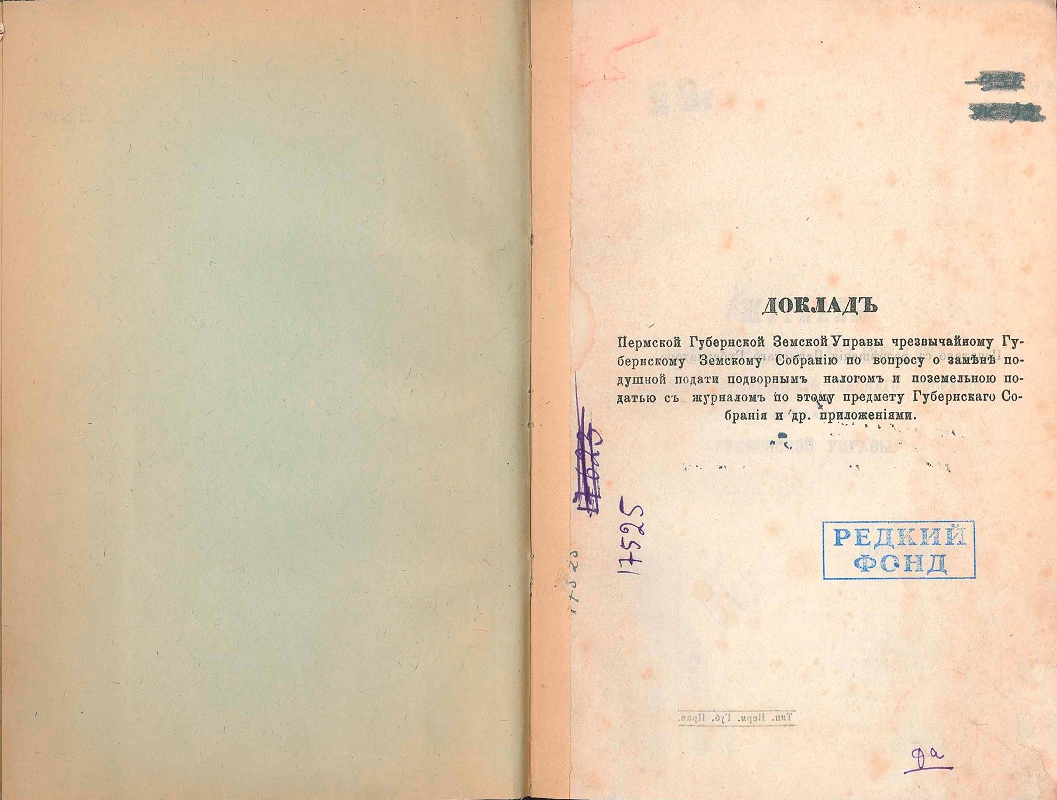 ДОКЛАДЪ
Пермской Губернской Земской Управы чрезвычайному Гу-
бернскому Земскому Собранію по вопросу о замѣнѣ по-
душной подати подворнымъ налогомъ и поземельною по-
датью съ журналомъ по этому предмету Губернскаго Со-
бранія и др. приложеніями.
17525
РЕДКИЙ
ФОНД
Тип. Перм. Губ. Прав.